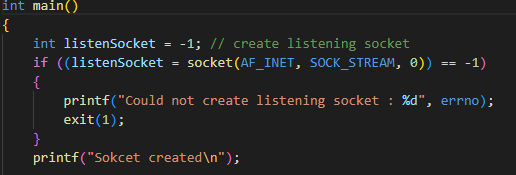 int main()
{
    int listenSocket = -1; // create listening socket
    if ((listenSocket = socket(AF_INET, SOCK_STREAM, 0)) == -1)
    {
        printf("Could not create listening socket : %d", errno);
        exit(1);
    }
    printf("Sokcet created\n");